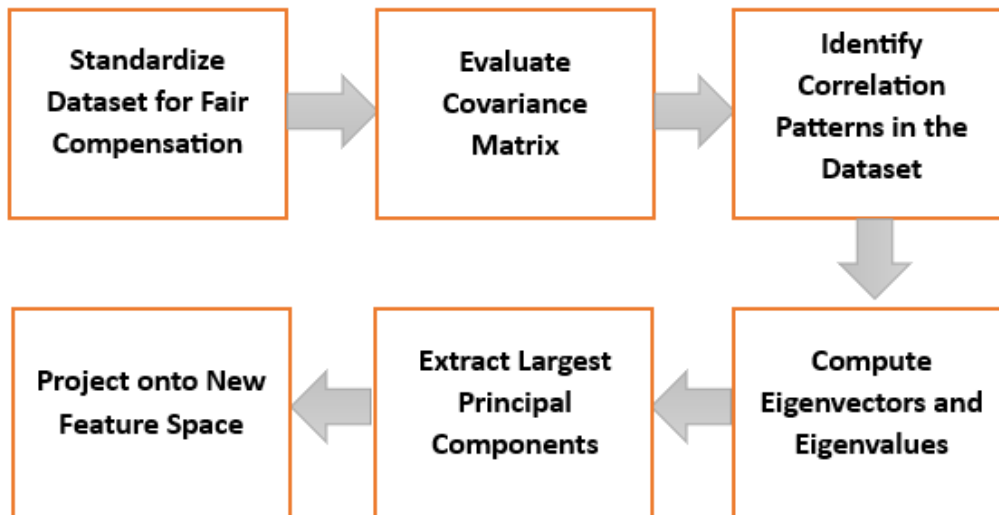 Standardize
Dataset for Fair
Compensation
Evaluate
Covariance
Matrix
Identify
Correlation
Patterns in the
Dataset
Compute
Eigenvectors and
Eigenvalues
Extract Largest
Principal
Components
Project onto New
Feature Space